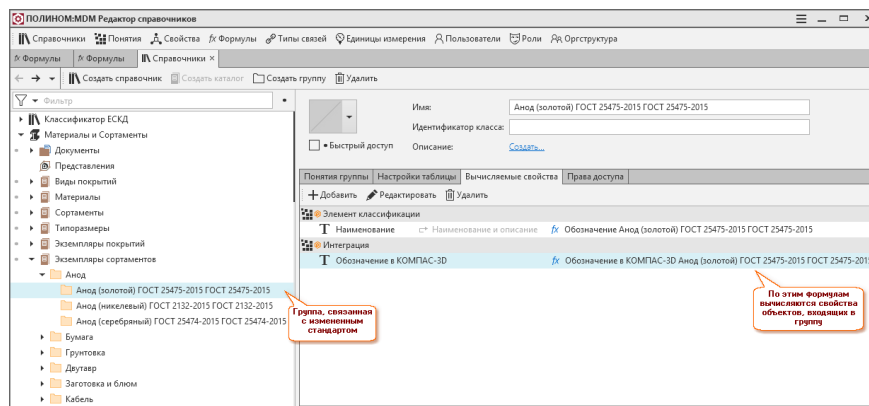 ПОЛИНОМ:MDM Редактор справочников
Справочники Понятия Свойства fx Формулы Типы связей Единицы измерения Пользователи Роли Оргструктура
fx Формулы fx Формулы Справочники ×
Создать справочник Создать каталог Создать группу Удалить
Фильтр
Классификатор ЕСКД
Материалы и Сортаменты
Документы
Представления
Виды покрытий
Материалы
Сортаменты
Типоразмеры
Экземпляры покрытий
Экземпляры сортаментов
Анод
Анод (золотой) ГОСТ 25475-2015 ГОСТ 25475-2015
Анод (никелевый) ГОСТ 2132-2015 ГОСТ 2132-2015
Анод (серебряный) ГОСТ 25474-2015 ГОСТ 25474-2015
Бумага
Грунтовка
Двутавр
Заготовка и блюм
Кабель
Имя: Анод (золотой) ГОСТ 25475-2015 ГОСТ 25475-2015
Идентификатор класса:
Быстрый доступ Описание: Создать...
Понятия группы Настройки таблицы Вычисляемые свойства Права доступа
Добавить Редактировать Удалить
Элемент классификации
T Наименование Наименование и описание fx Обозначение Анод (золотой) ГОСТ 25475-2015 ГОСТ 25475-2015
Интеграция
T Обозначение в КОМПАС-3D fx Обозначение в КОМПАС-3D Анод (золотой) ГОСТ 25475-2015 ГОСТ 25475-2015
Группа, связанная
с измененным
стандартом
По этим формулам
вычисляются свойства
объектов, входящих в
группу